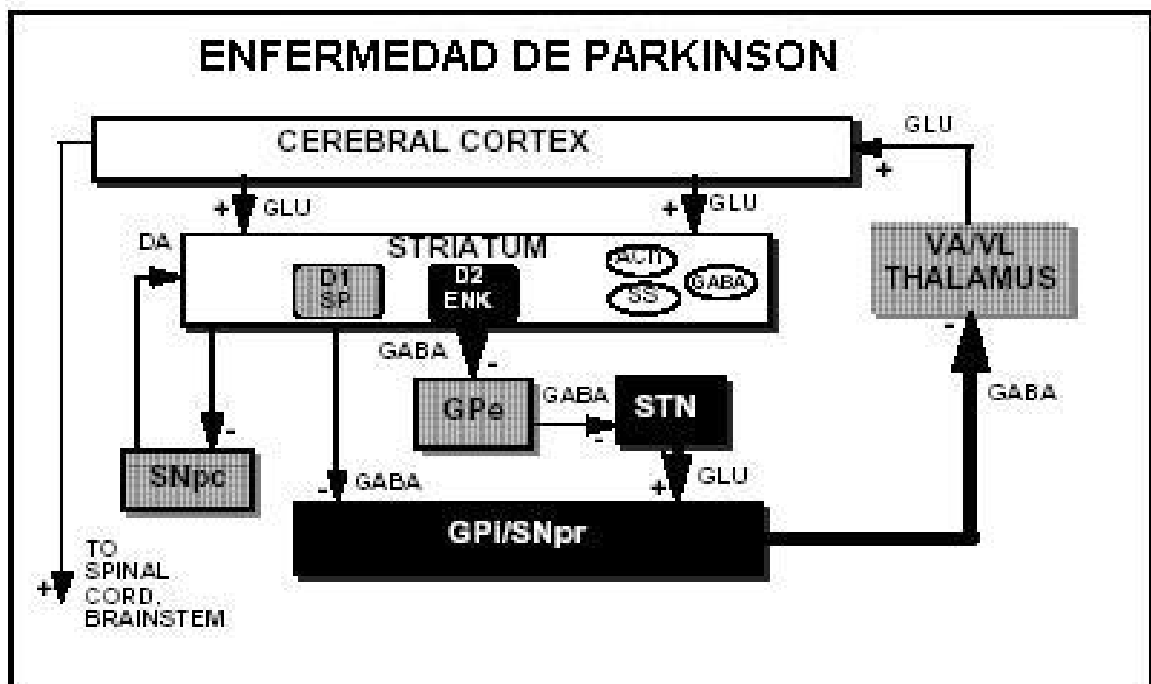 ENFERMEDAD DE PARKINSON
CEREBRAL CORTEX
GLU
+
+ GLU
+ GLU
DA
STRIATUM
D1
SP
D2
ENK
ACh
SS
GABA
VA/VL
THALAMUS
-
GABA
-
GPe
GABA
-
STN
GABA
-
SNpc
- GABA
+ GLU
GPi/SNpr
+
TO
SPINAL
CORD,
BRAINSTEM